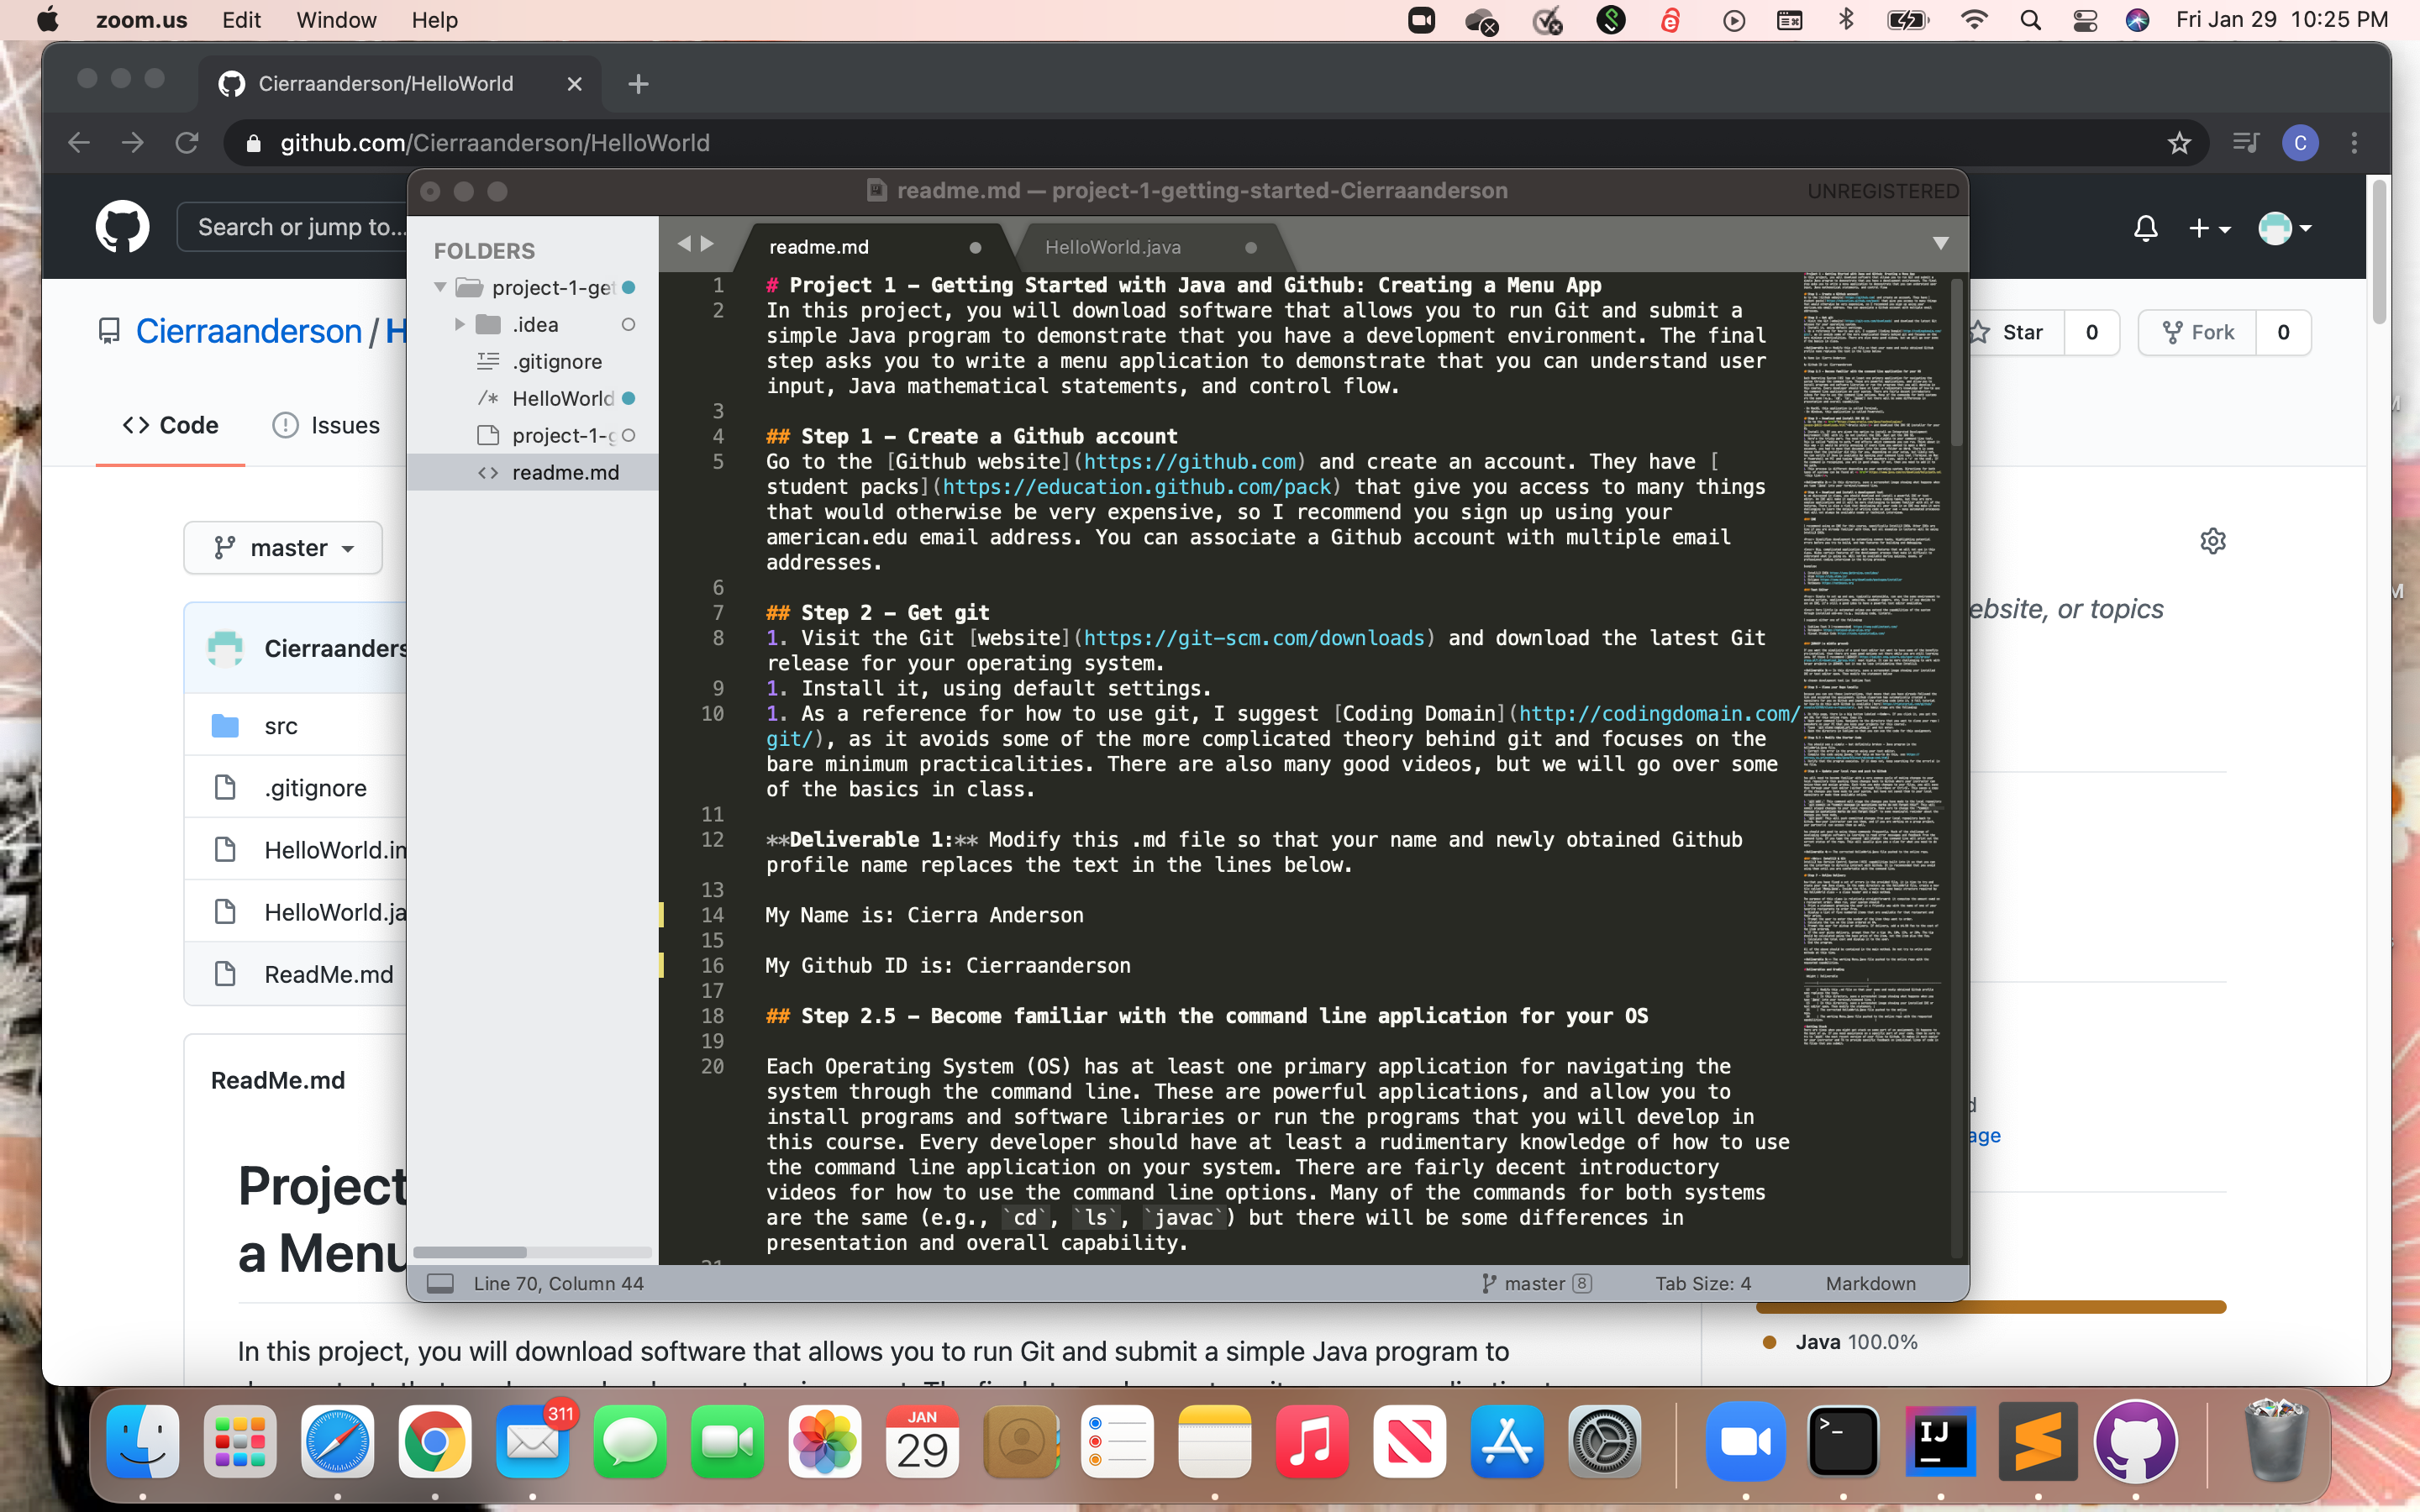 zoom.us Edit Window Help Fri Jan 29 10:25 PM
Cierraanderson/HelloWorld
github.com/Cierraanderson/HelloWorld C
Search or jump to...
Cierraanderson / H
Star 0 Fork 0
<> Code Issues
master
ebsite, or topics
Cierraanders
src
.gitignore
HelloWorld.im
HelloWorld.ja
ReadMe.md
ReadMe.md
Project
a Menu
age
In this project, you will download software that allows you to run Git and submit a simple Java program to
Java 100.0%
readme.md — project-1-getting-started-Cierraanderson UNREGISTERED
FOLDERS
project-1-get
.idea
.gitignore
/* HelloWorld
project-1-g
<> readme.md
readme.md HelloWorld.java
1 # Project 1 - Getting Started with Java and Github: Creating a Menu App
2 In this project, you will download software that allows you to run Git and submit a
simple Java program to demonstrate that you have a development environment. The final
step asks you to write a menu application to demonstrate that you can understand user
input, Java mathematical statements, and control flow.
3
4 ## Step 1 - Create a Github account
5 Go to the [Github website](https://github.com) and create an account. They have [
student packs](https://education.github.com/pack) that give you access to many things
that would otherwise be very expensive, so I recommend you sign up using your
american.edu email address. You can associate a Github account with multiple email
addresses.
6
7 ## Step 2 - Get git
8 1. Visit the Git [website](https://git-scm.com/downloads) and download the latest Git
release for your operating system.
9 1. Install it, using default settings.
10 1. As a reference for how to use git, I suggest [Coding Domain](http://codingdomain.com/
git/), as it avoids some of the more complicated theory behind git and focuses on the
bare minimum practicalities. There are also many good videos, but we will go over some
of the basics in class.
11
12 **Deliverable 1:** Modify this .md file so that your name and newly obtained Github
profile name replaces the text in the lines below.
13
14 My Name is: Cierra Anderson
15
16 My Github ID is: Cierraanderson
17
18 ## Step 2.5 - Become familiar with the command line application for your OS
19
20 Each Operating System (OS) has at least one primary application for navigating the
system through the command line. These are powerful applications, and allow you to
install programs and software libraries or run the programs that you will develop in
this course. Every developer should have at least a rudimentary knowledge of how to use
the command line application on your system. There are fairly decent introductory
videos for how to use the command line options. Many of the commands for both systems
are the same (e.g., `cd`, `ls`, `javac`) but there will be some differences in
presentation and overall capability.
21
Line 70, Column 44 master 8 Tab Size: 4 Markdown
311
JAN
29
>_
IJ